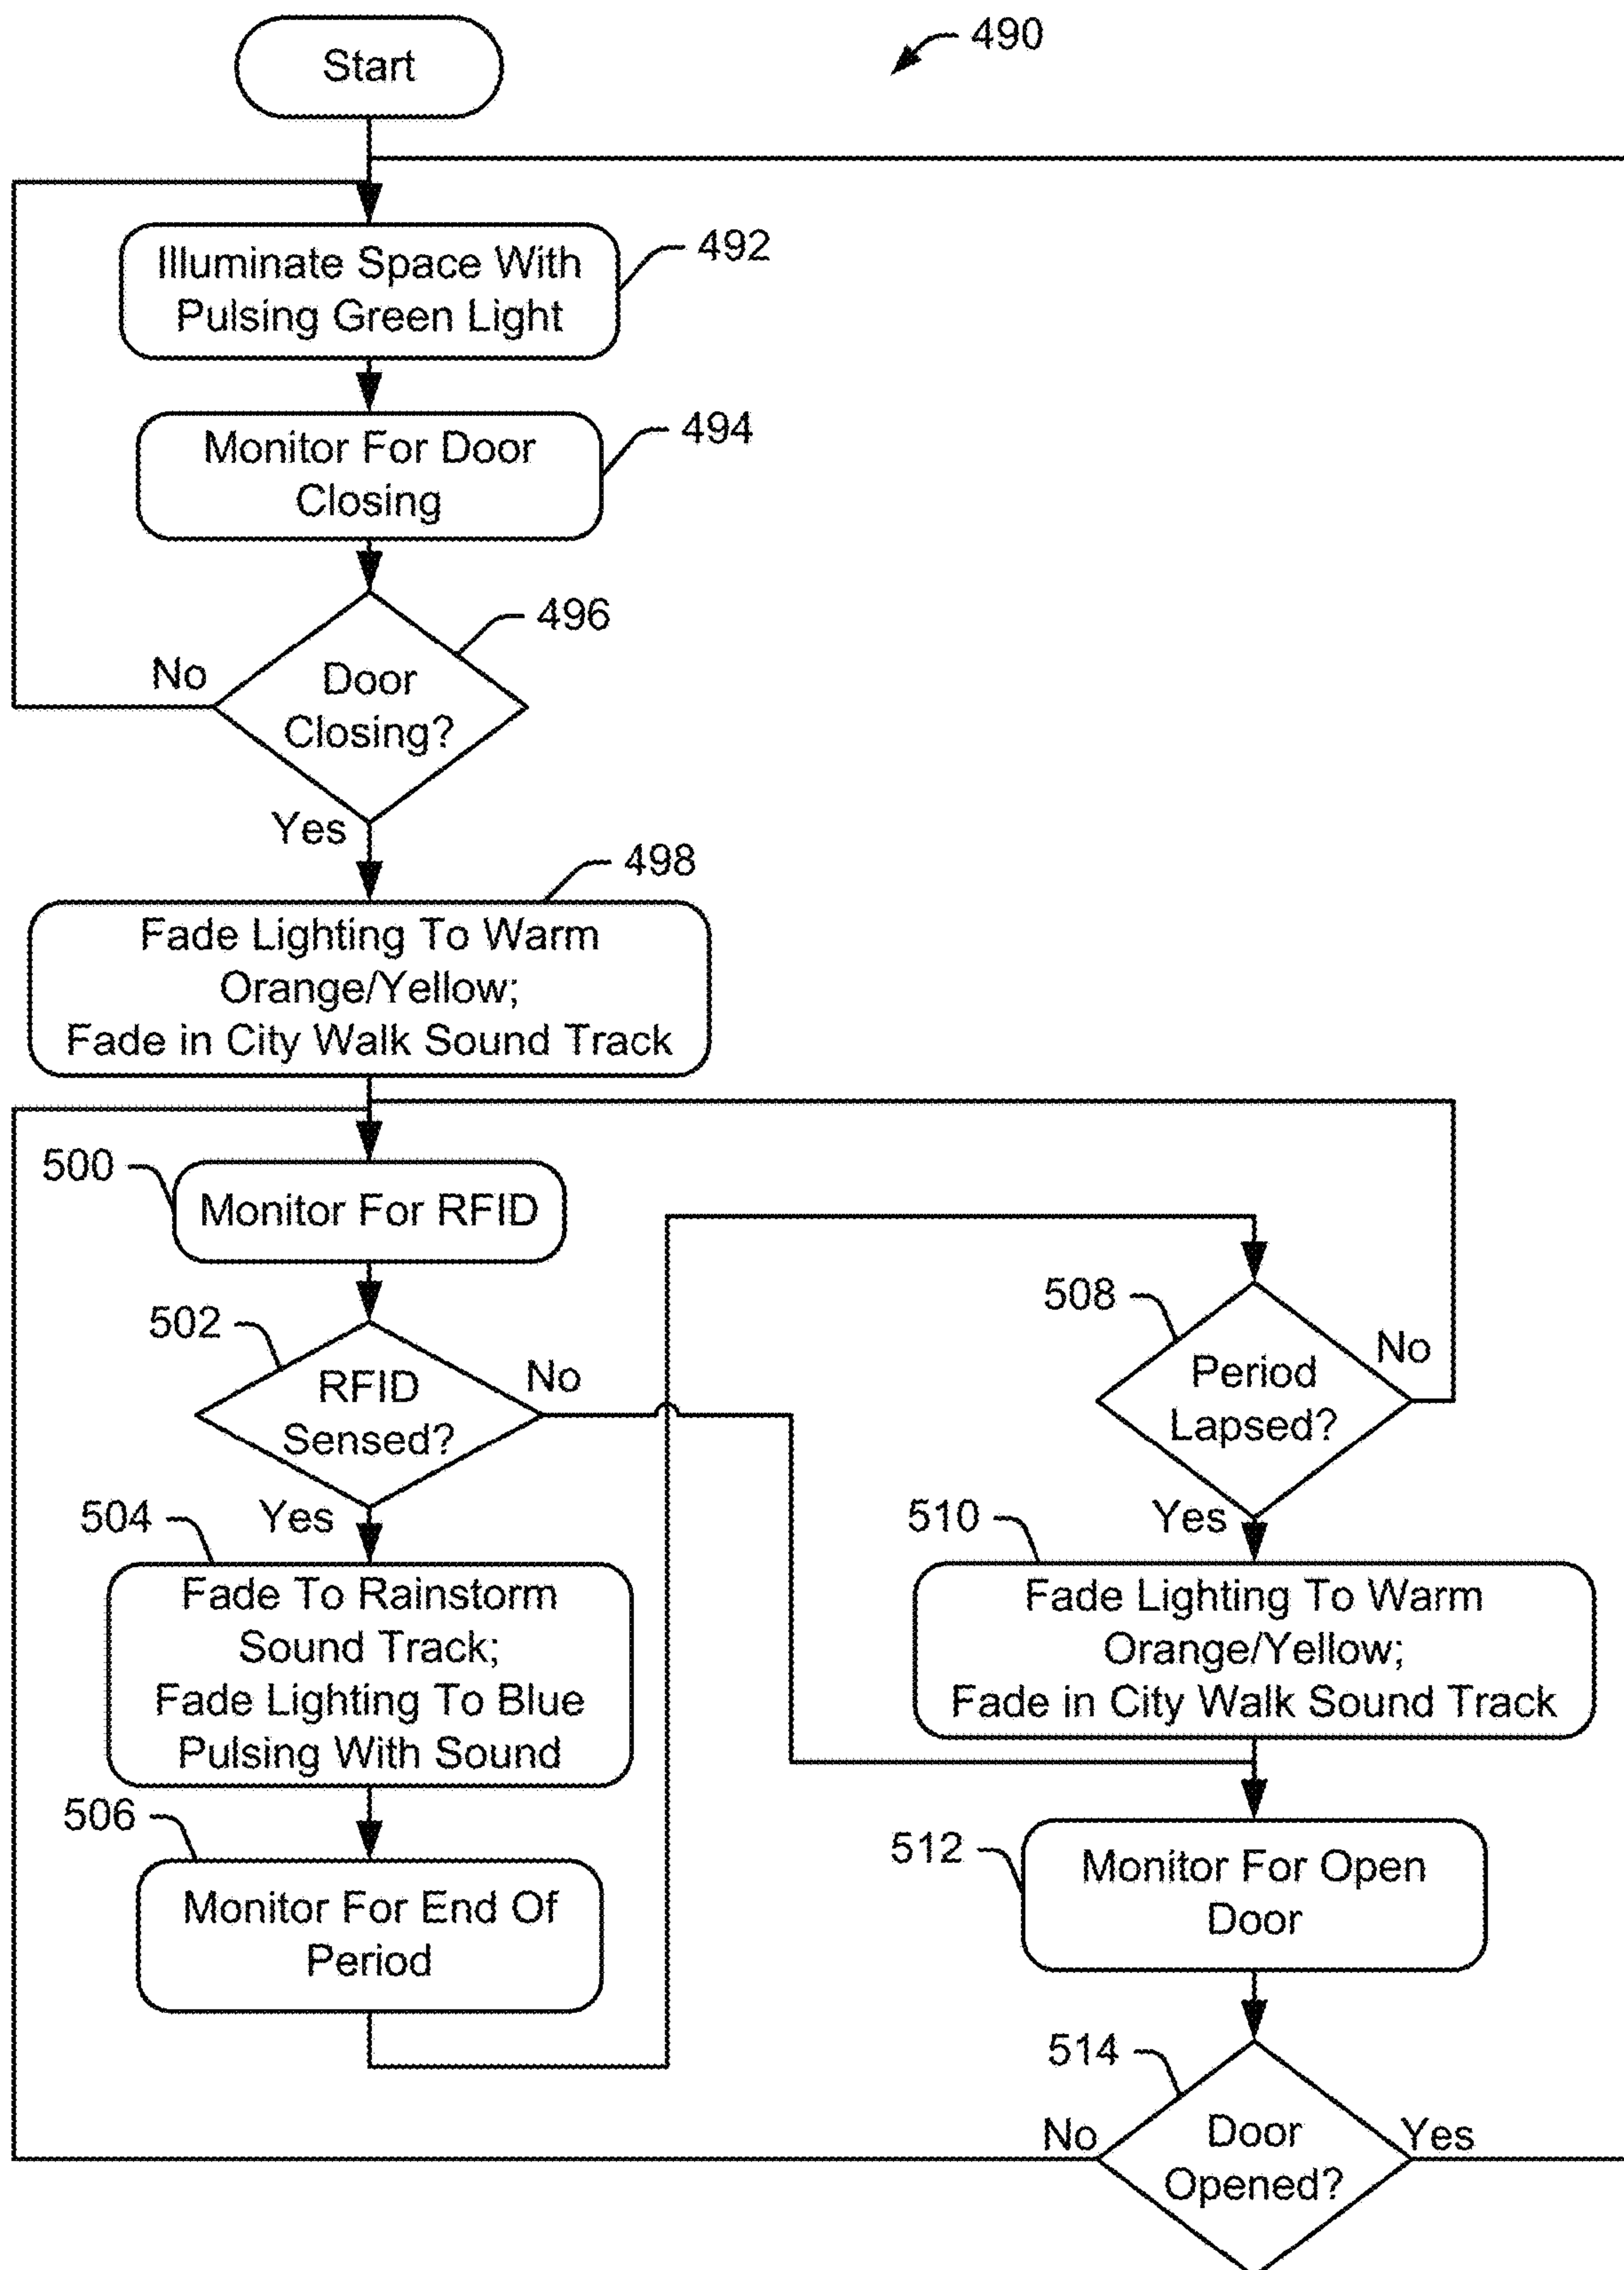 490
Start
Illuminate Space With
Pulsing Green Light
492
Monitor For Door
Closing
494
496
Door
Closing?
No
Yes
498
Fade Lighting To Warm
Orange/Yellow;
Fade in City Walk Sound Track
500
Monitor For RFID
502
RFID
Sensed?
No
Yes
504
Fade To Rainstorm
Sound Track;
Fade Lighting To Blue
Pulsing With Sound
506
Monitor For End Of
Period
508
Period
Lapsed?
No
Yes
510
Fade Lighting To Warm
Orange/Yellow;
Fade in City Walk Sound Track
512
Monitor For Open
Door
514
Door
Opened?
No
Yes